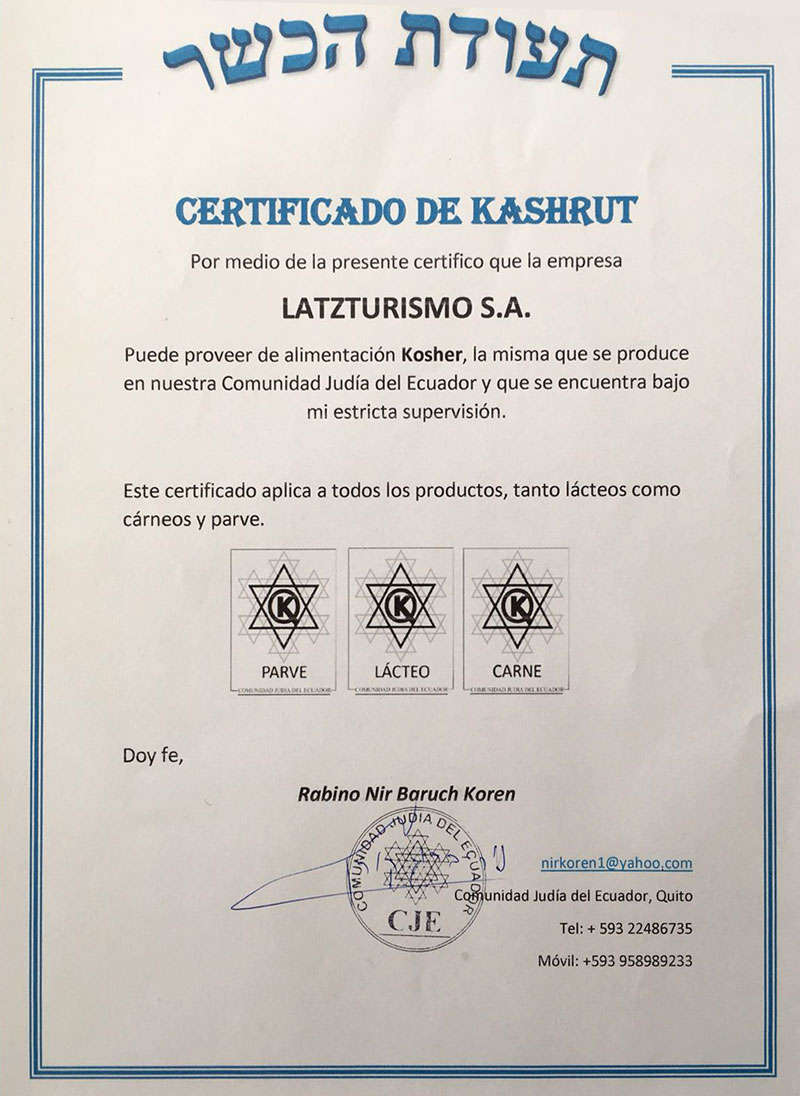 תעודת הכשר
CERTIFICADO DE KASHRUT
Por medio de la presente certifico que la empresa
LATZTURISMO S.A.
Puede proveer de alimentación Kosher, la misma que se produce
en nuestra Comunidad Judía del Ecuador y que se encuentra bajo
mi estricta supervisión.
Este certificado aplica a todos los productos, tanto lácteos como
cárneos y parve.
K K K
PARVE LÁCTEO CARNE
COMUNIDAD JUDIA DEL ECUADOR COMUNIDAD JUDIA DEL ECUADOR COMUNIDAD JUDIA DEL ECUADOR
Doy fe,
Rabino Nir Baruch Koren
COMUNIDAD JUDIA DEL ECUADOR
CJE
nirkoren1@yahoo,com
Comunidad Judía del Ecuador, Quito
Tel: + 593 22486735
Móvil: +593 958989233